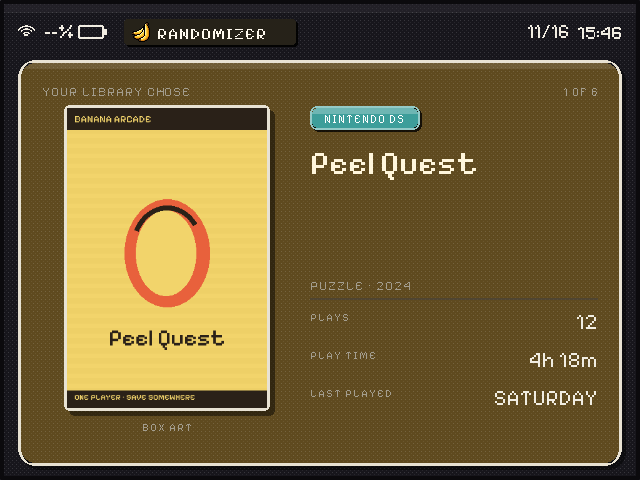 --% RANDOMIZER 11/16 15:46
YOUR LIBRARY CHOSE 1 OF 6
BANANA ARCADE
NINTENDO DS
Peel Quest
Peel Quest
ONE PLAYER · SAVE SOMEWHERE
BOX ART
PUZZLE · 2024
PLAYS 12
PLAY TIME 4h 18m
LAST PLAYED SATURDAY